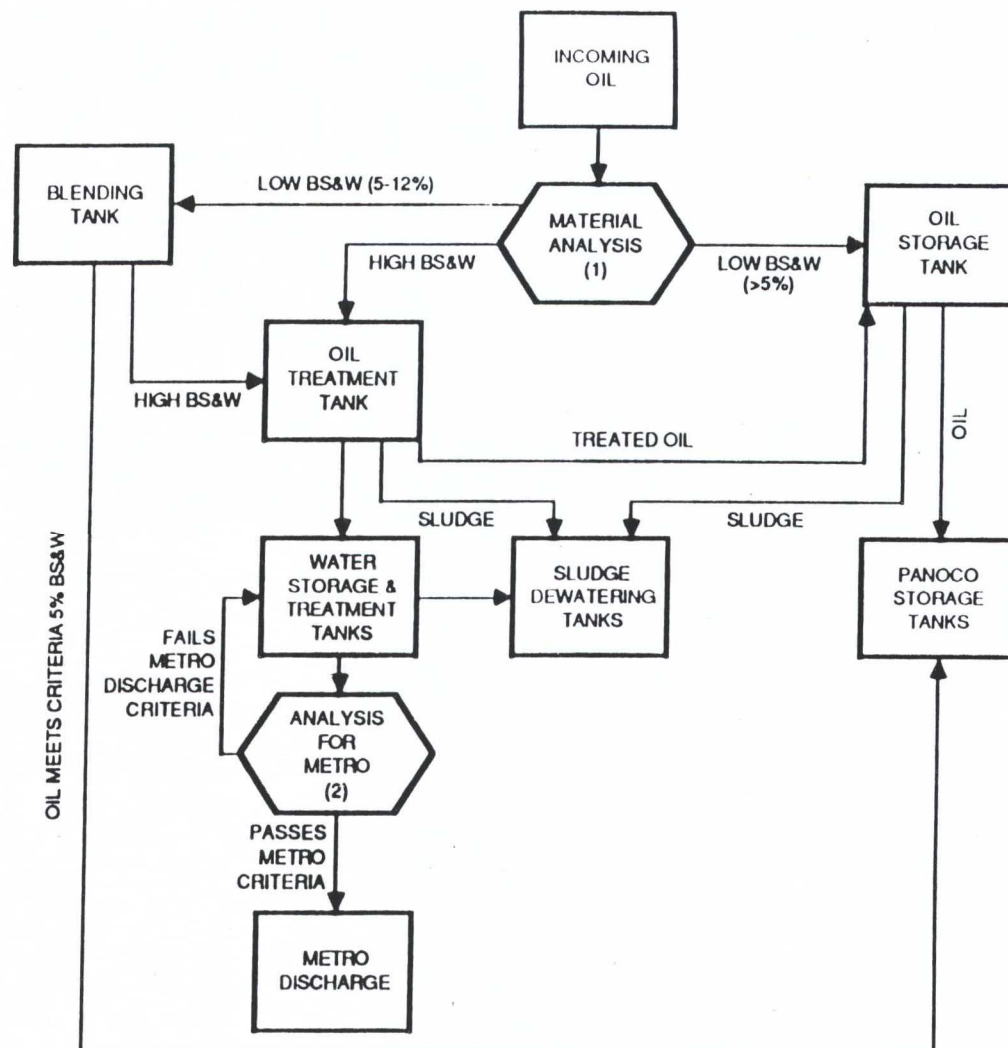 INCOMING
OIL
BLENDING
TANK
LOW BS&W (5-12%)
MATERIAL
ANALYSIS
(1)
OIL
STORAGE
TANK
HIGH BS&W
LOW BS&W
(>5%)
OIL
TREATMENT
TANK
HIGH BS&W
TREATED OIL
OIL
SLUDGE
SLUDGE
WATER
STORAGE &
TREATMENT
TANKS
SLUDGE
DEWATERING
TANKS
PANOCO
STORAGE
TANKS
OIL MEETS CRITERIA 5% BS&W
FAILS
METRO
DISCHARGE
CRITERIA
ANALYSIS
FOR
METRO
(2)
PASSES
METRO
CRITERIA
METRO
DISCHARGE